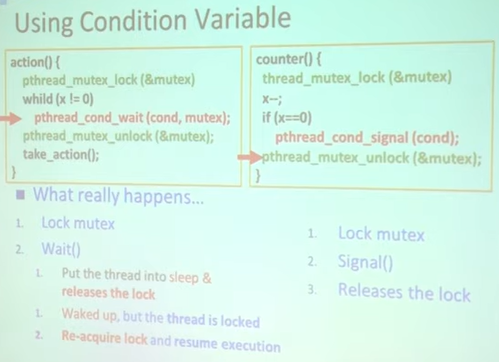 Using Condition Variable
action() {
pthread_mutex_lock (&mutex)
whild (x != 0)
pthread_cond_wait (cond, mutex);
pthread_mutex_unlock (&mutex);
take_action();
}
counter() {
thread_mutex_lock (&mutex)
x--;
if (x==0)
pthread_cond_signal (cond);
pthread_mutex_unlock (&mutex);
}
■ What really happens...
1. Lock mutex
2. Wait()
1. Put the thread into sleep &
releases the lock
1. Waked up, but the thread is locked
2. Re-acquire lock and resume execution
1. Lock mutex
2. Signal()
3. Releases the lock